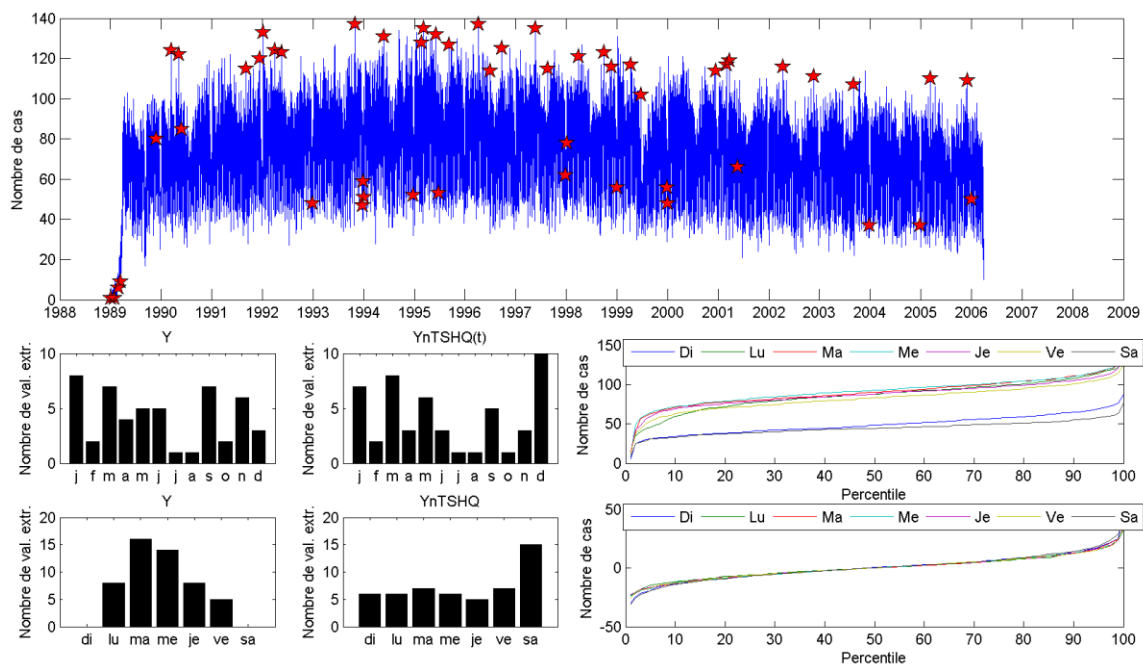 Nombre de cas
140
120
100
80
60
40
20
0
1988 1989 1990 1991 1992 1993 1994 1995 1996 1997 1998 1999 2000 2001 2002 2003 2004 2005 2006 2007 2008 2009
Y
Nombre de val. extr.
10
5
0
j f m a m j j a s o n d
YnTSHQ(t)
Nombre de val. extr.
10
5
0
j f m a m j j a s o n d
Nombre de cas
150
100
50
0
Di Lu Ma Me Je Ve Sa
0 10 20 30 40 50 60 70 80 90 100
Percentile
Y
Nombre de val. extr.
20
15
10
5
0
di lu ma me je ve sa
YnTSHQ
Nombre de val. extr.
20
15
10
5
0
di lu ma me je ve sa
Nombre de cas
0
-50
Di Lu Ma Me Je Ve Sa
0 10 20 30 40 50 60 70 80 90 100
Percentile